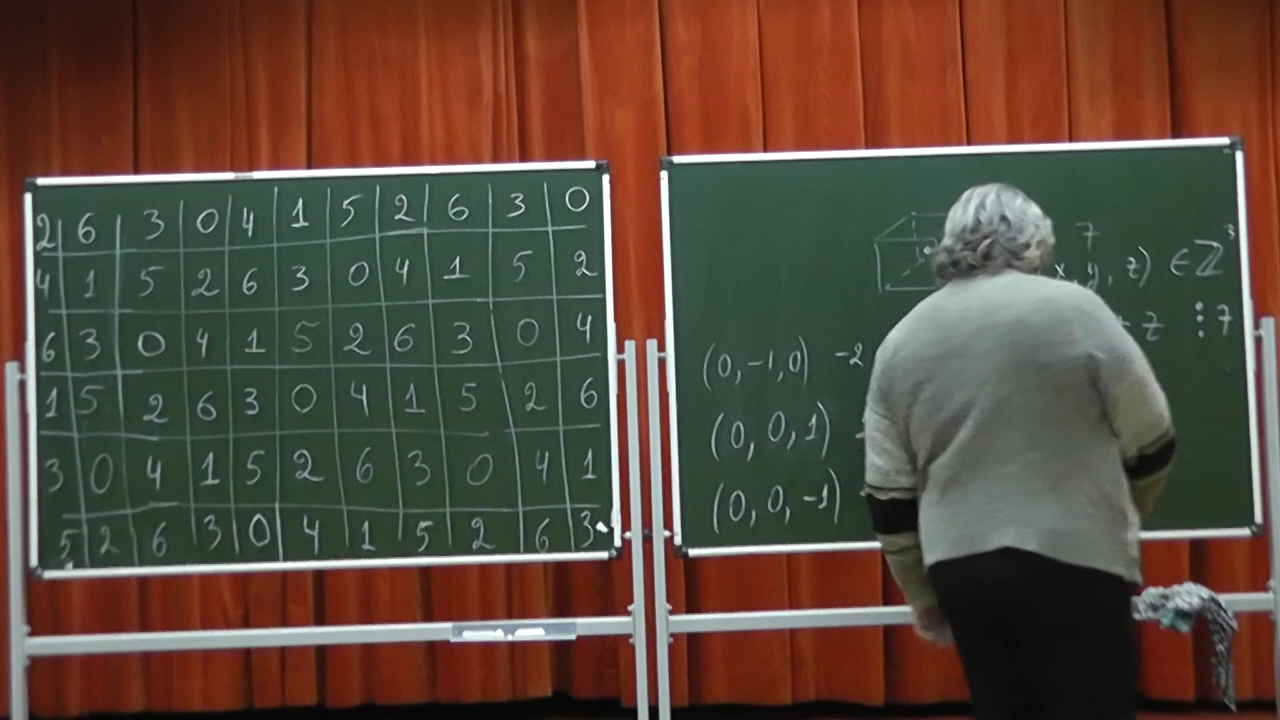 2 6 3 0 4 1 5 2 6 3 0
4 1 5 2 6 3 0 4 1 5 2
6 3 0 4 1 5 2 6 3 0 4
1 5 2 6 3 0 4 1 5 2 6
3 0 4 1 5 2 6 3 0 4 1
5 2 6 3 0 4 1 5 2 6 3
7
x, y, z) ∈ ℤ³
+ z ⋮ 7
(0, -1, 0) -2
(0, 0, 1)
(0, 0, -1)